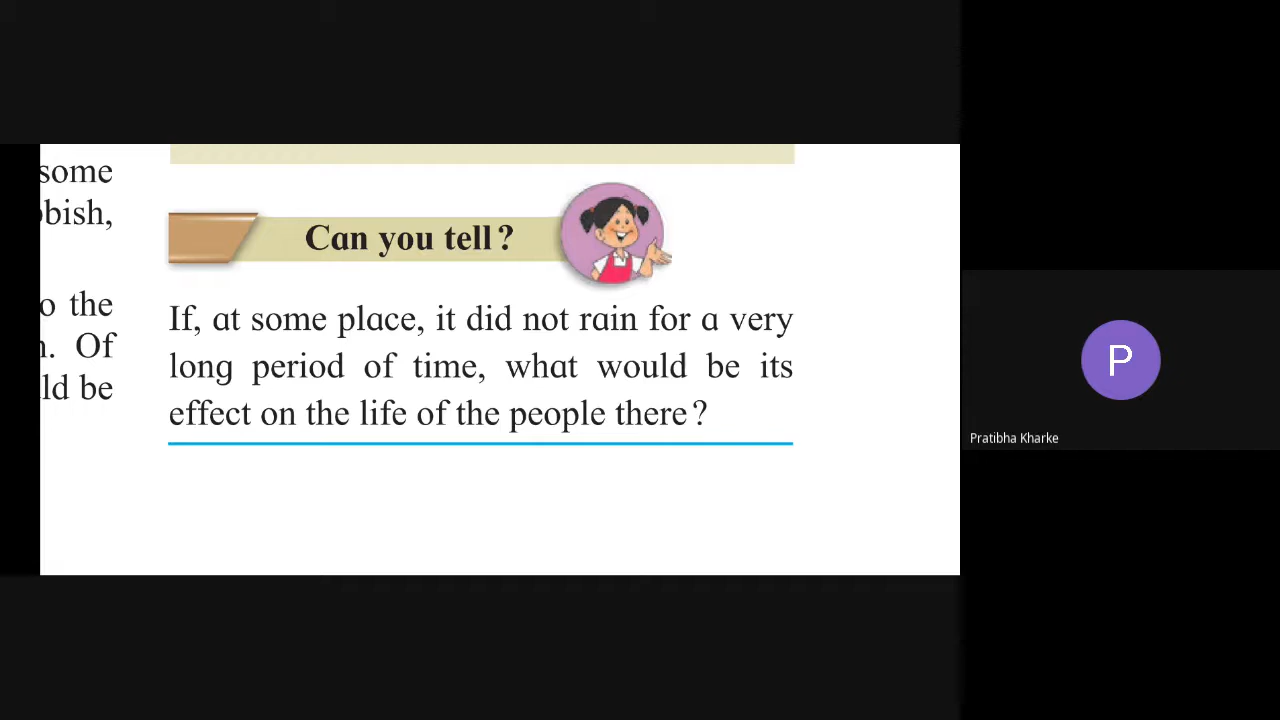 some
bish,
o the
. Of
ld be
Can you tell?
If, at some place, it did not rain for a very
long period of time, what would be its
effect on the life of the people there?
P
Pratibha Kharke